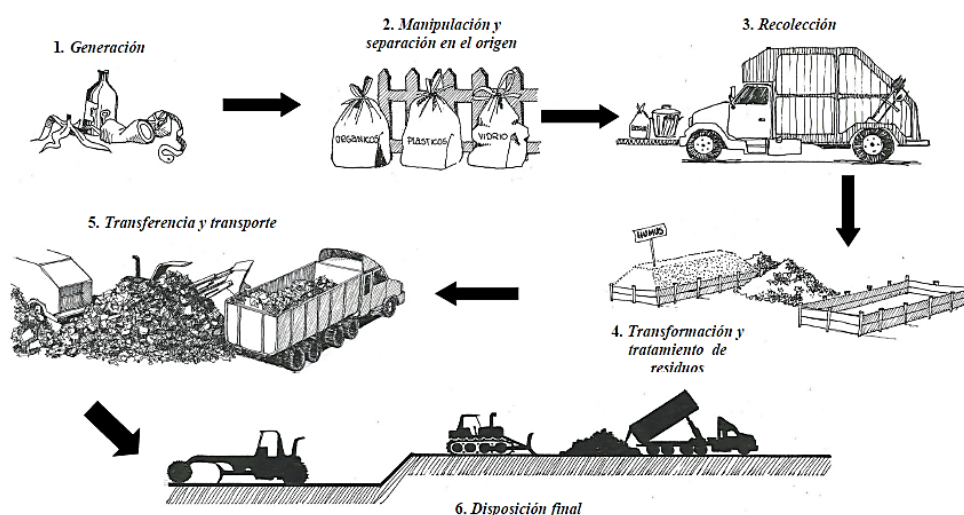 1. Generación
2. Manipulación y
separación en el origen
ORGANICOS
PLASTICOS
VIDRIO
3. Recolección
HUMUS
4. Transformación y
tratamiento de
residuos
5. Transferencia y transporte
6. Disposición final